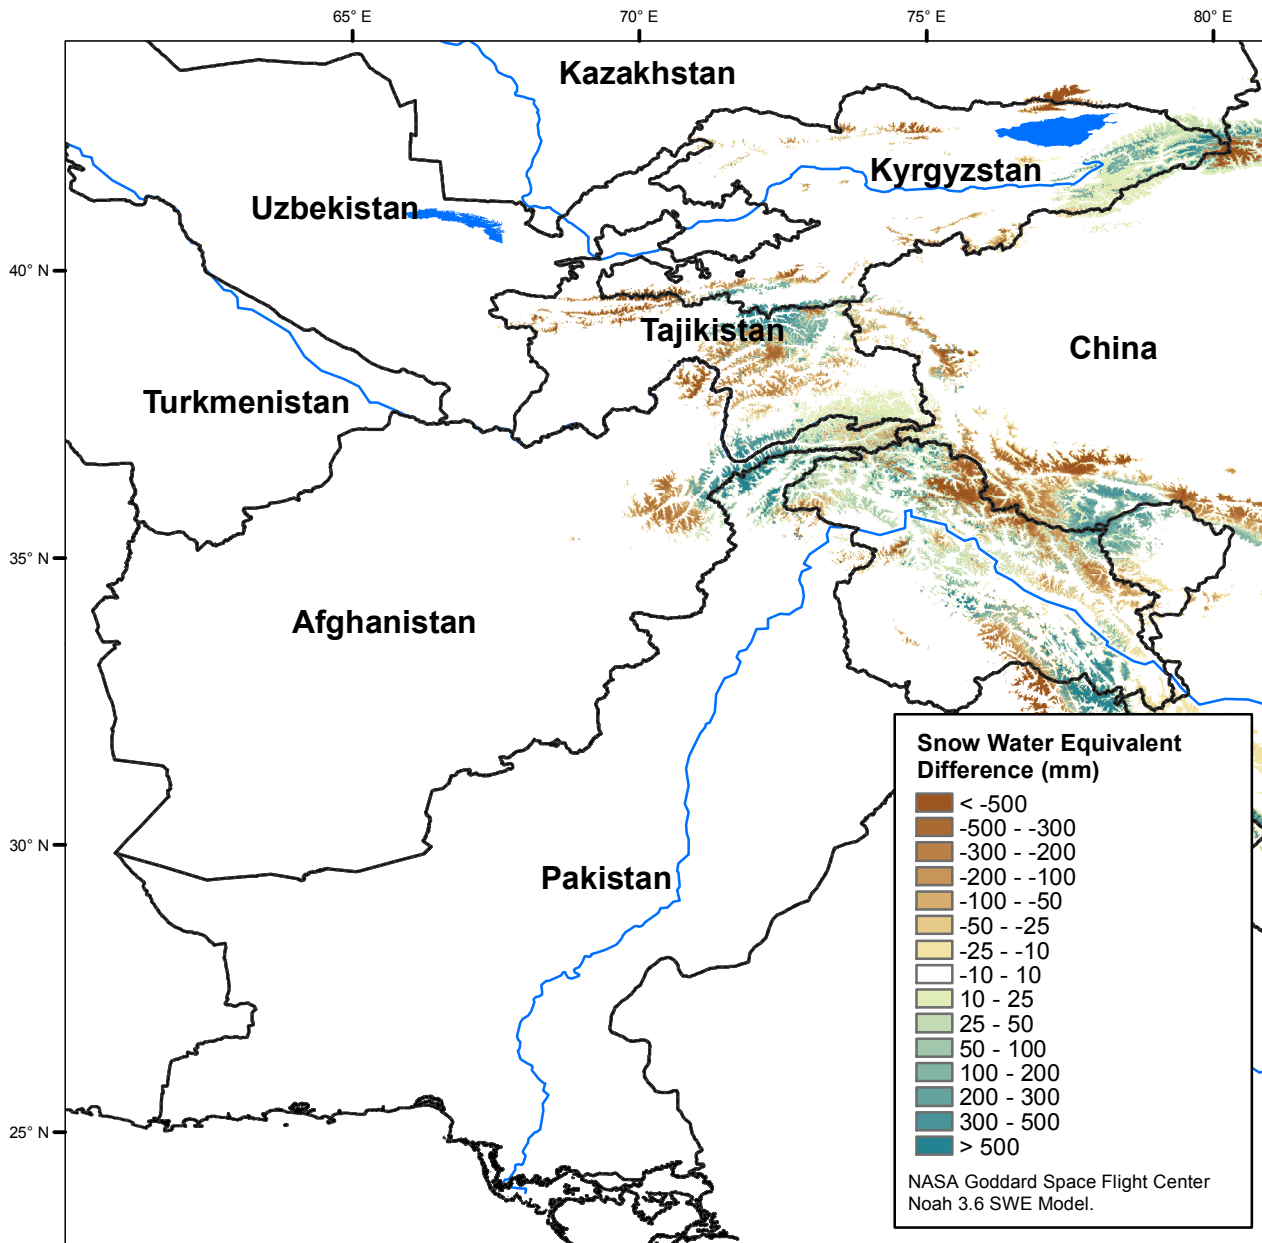 65° E
70° E
75° E
80° E
Kazakhstan
Kyrgyzstan
Uzbekistan
40° N
Tajikistan
China
Turkmenistan
35° N
Afghanistan
Snow Water Equivalent
Difference (mm)
< -500
-500 - -300
-300 - -200
-200 - -100
-100 - -50
-50 - -25
-25 - -10
-10 - 10
10 - 25
25 - 50
50 - 100
100 - 200
200 - 300
300 - 500
> 500
NASA Goddard Space Flight Center
Noah 3.6 SWE Model.
30° N
Pakistan
25° N